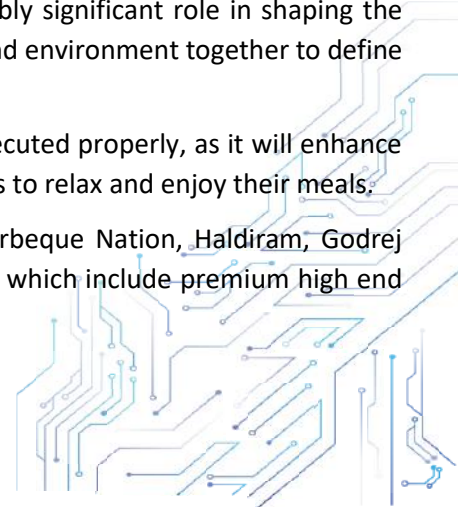 bly significant role in shaping the
nd environment together to define
ecuted properly, as it will enhance
s to relax and enjoy their meals.
rbeque Nation, Haldiram, Godrej
which include premium high end